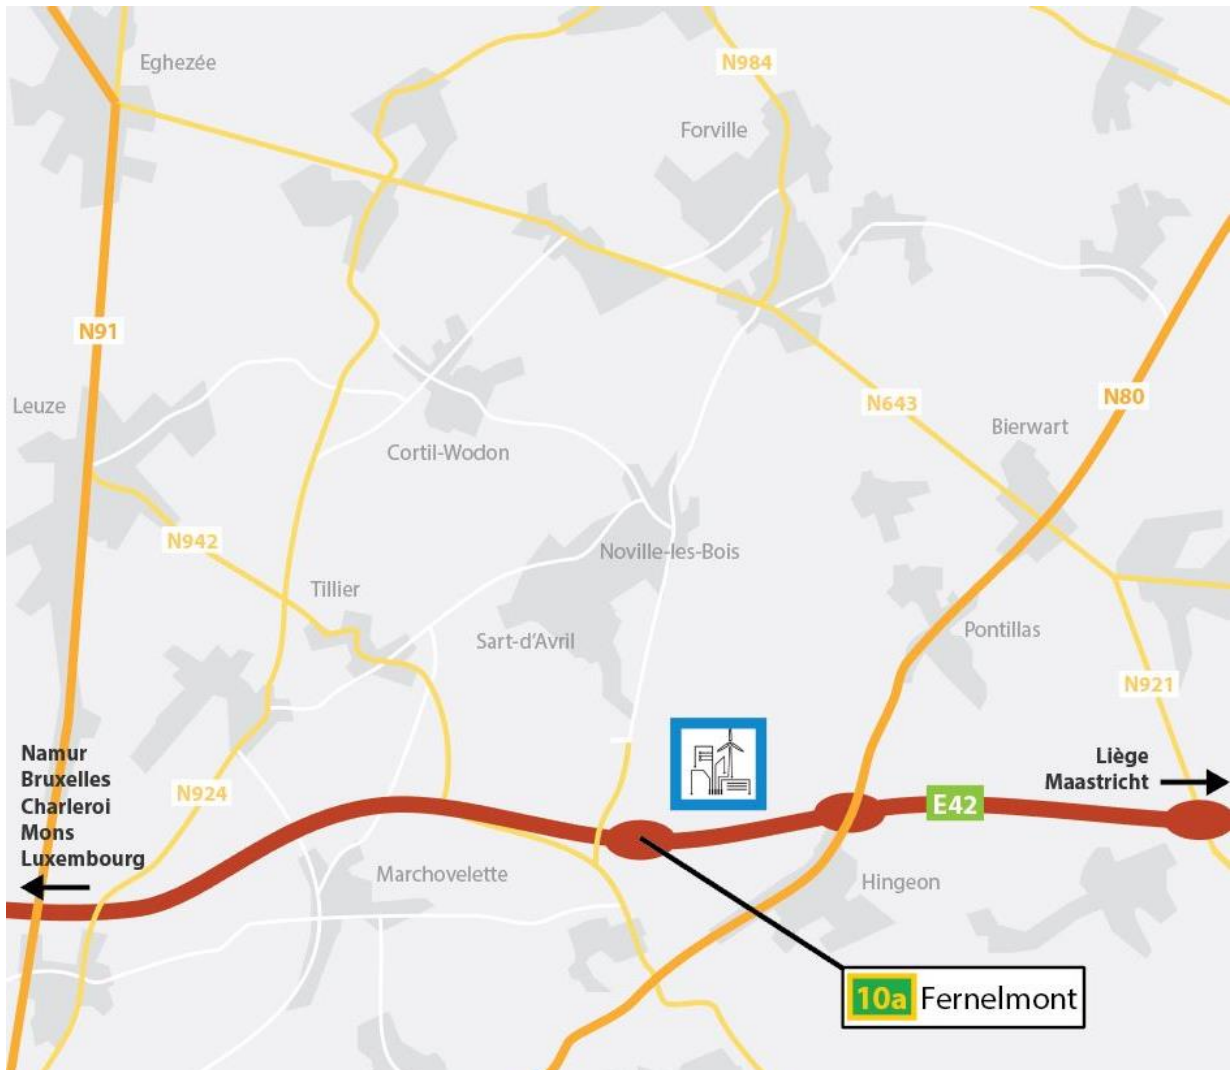 Eghezée
N984
Forville
N91
N80
Leuze
N643
Bierwart
Cortil-Wodon
N942
Noville-les-Bois
Tillier
Sart-d'Avril
Pontillas
N921
Namur
Bruxelles
Charleroi
Mons
Luxembourg
Liège
Maastricht
N924
E42
Marchovelette
Hingeon
10a Fernelmont